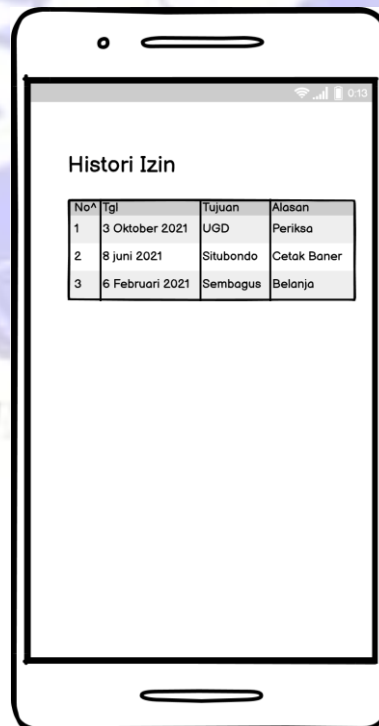 0:13
Histori Izin
No^ Tgl Tujuan Alasan
1 3 Oktober 2021 UGD Periksa
2 8 juni 2021 Situbondo Cetak Baner
3 6 Februari 2021 Sembagus Belanja